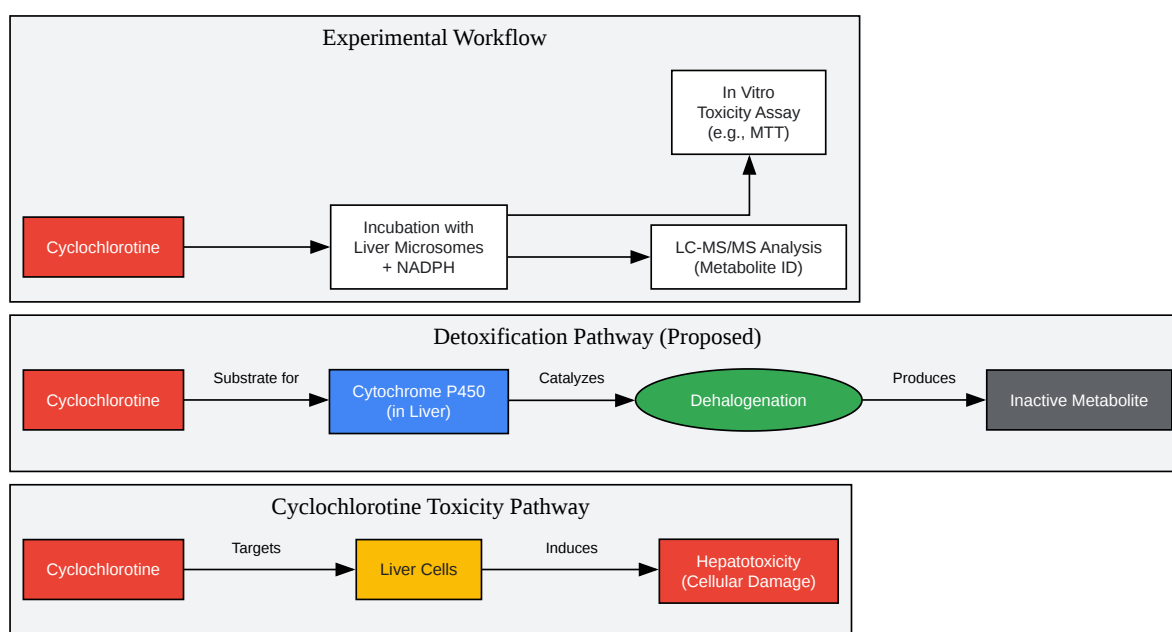 Experimental Workflow
In Vitro
Toxicity Assay
(e.g., MTT)
Cyclochlorotine
Incubation with
Liver Microsomes
+ NADPH
LC-MS/MS Analysis
(Metabolite ID)
Detoxification Pathway (Proposed)
Cyclochlorotine
Substrate for
Cytochrome P450
(in Liver)
Catalyzes
Dehalogenation
Produces
Inactive Metabolite
Cyclochlorotine Toxicity Pathway
Cyclochlorotine
Targets
Liver Cells
Induces
Hepatotoxicity
(Cellular Damage)